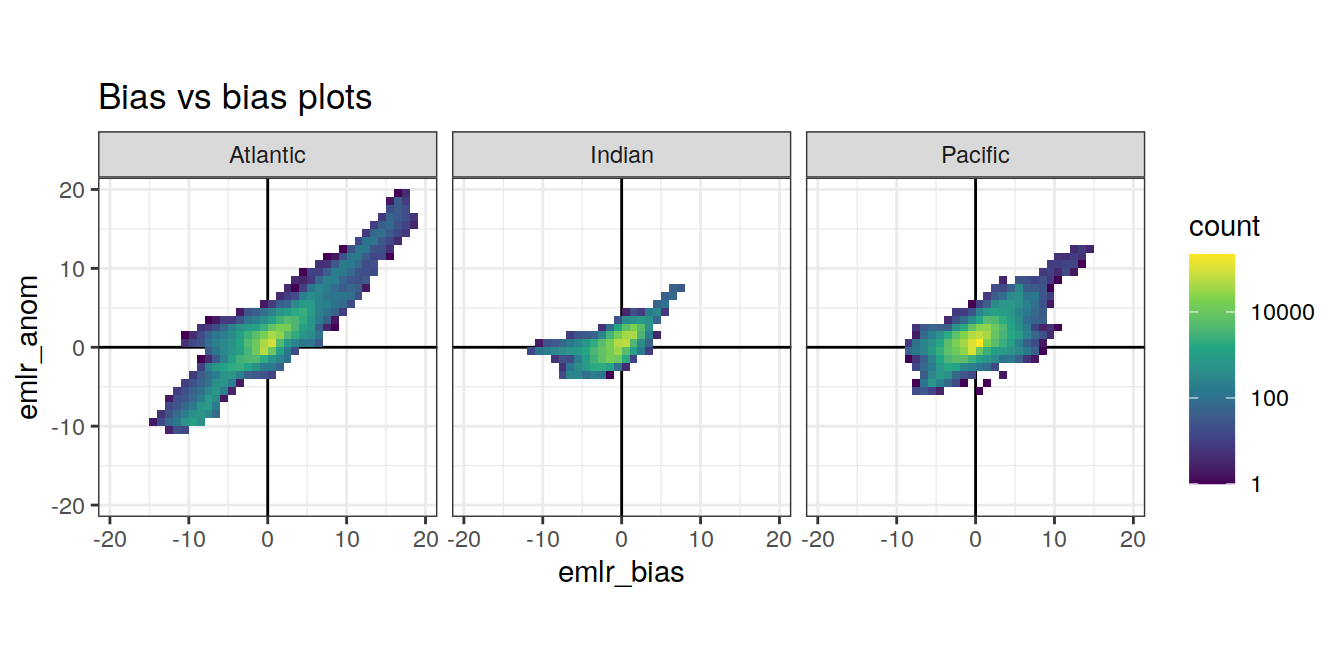 Bias vs bias plots
Atlantic
Indian
Pacific
emlr_anom
20
10
0
-10
-20
-20 -10 0 10 20
-20 -10 0 10 20
-20 -10 0 10 20
emlr_bias
count
10000
100
1